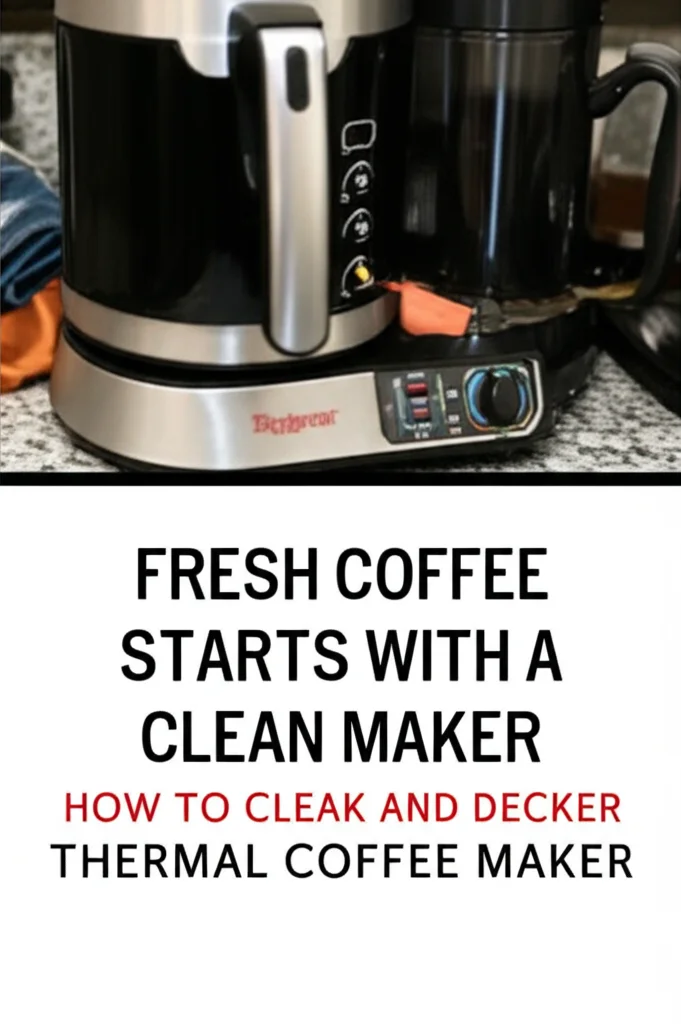 FRESH COFFEE
STARTS WITH A
CLEAN MAKER
HOW TO CLEAK AND DECKER
THERMAL COFFEE MAKER